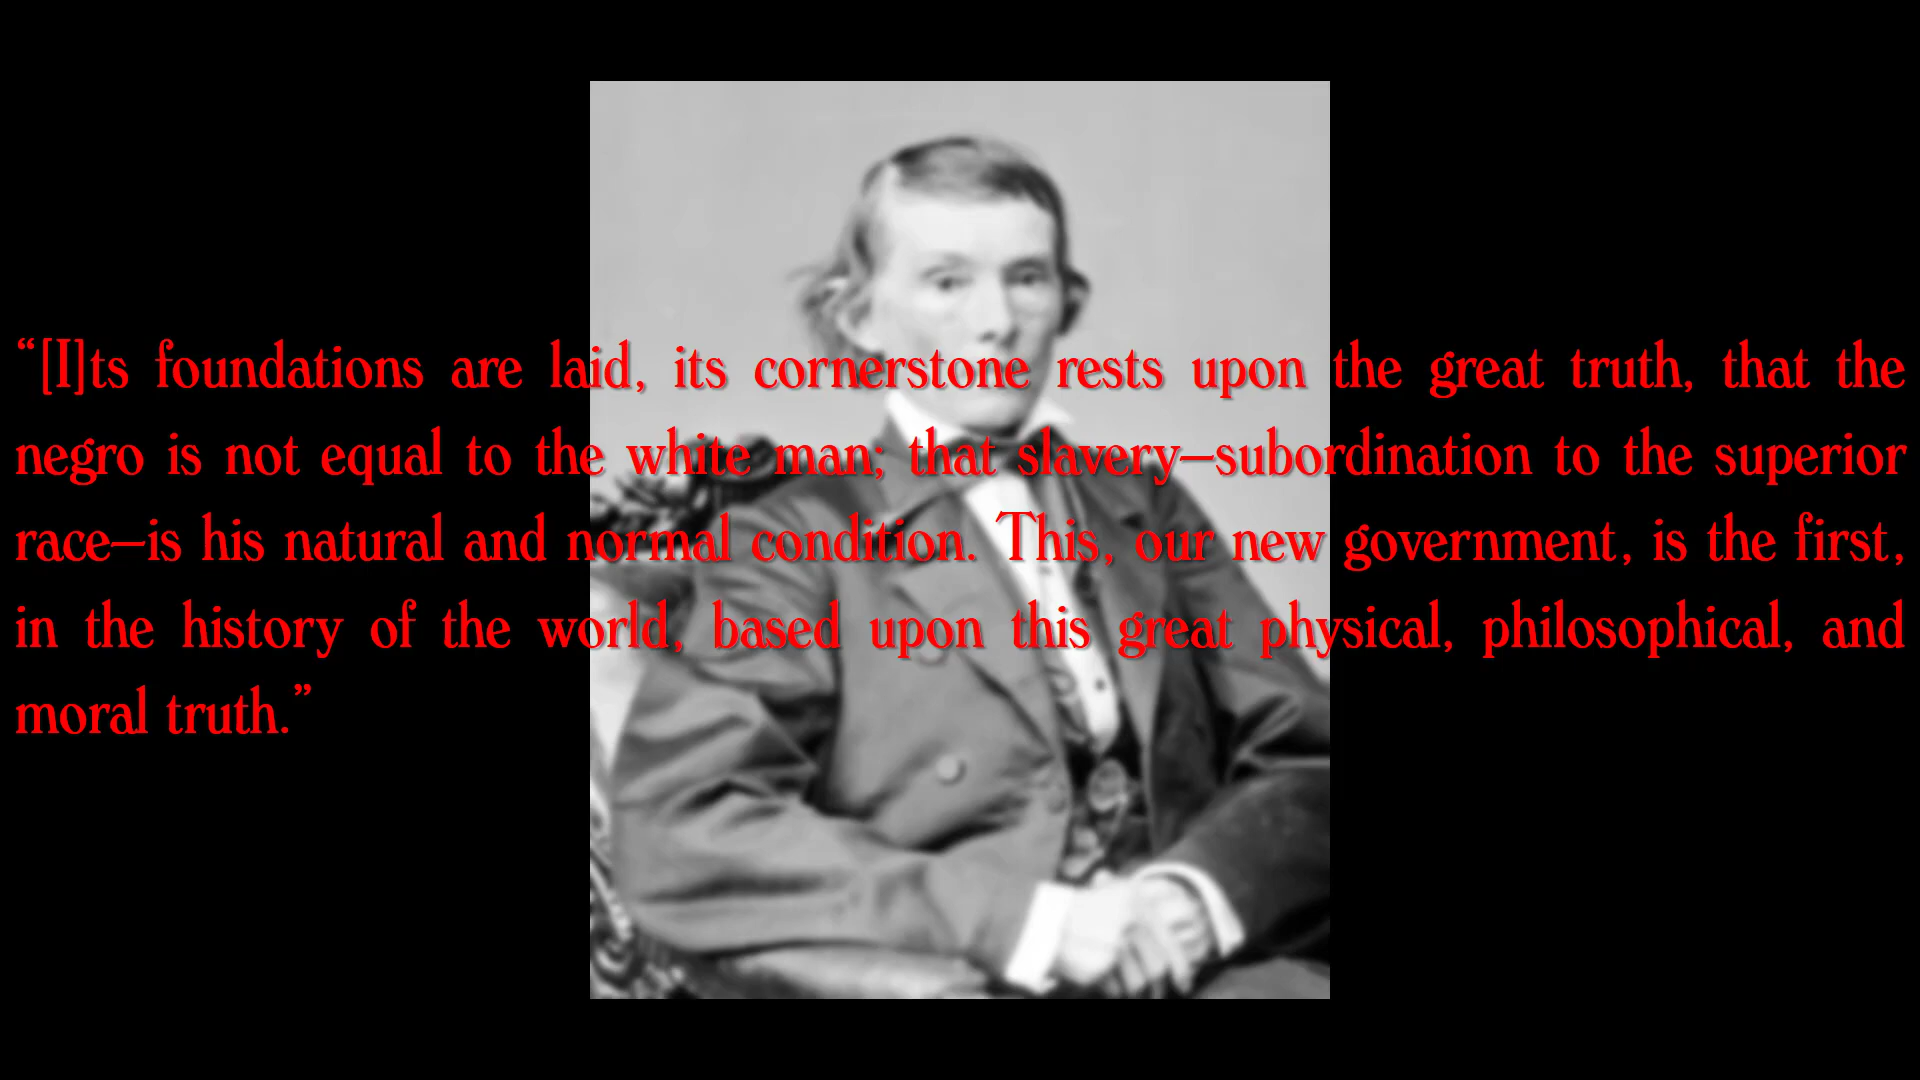 “[I]ts foundations are laid, its cornerstone rests upon the great truth, that the
negro is not equal to the white man; that slavery—subordination to the superior
race—is his natural and normal condition. This, our new government, is the first,
in the history of the world, based upon this great physical, philosophical, and
moral truth.”